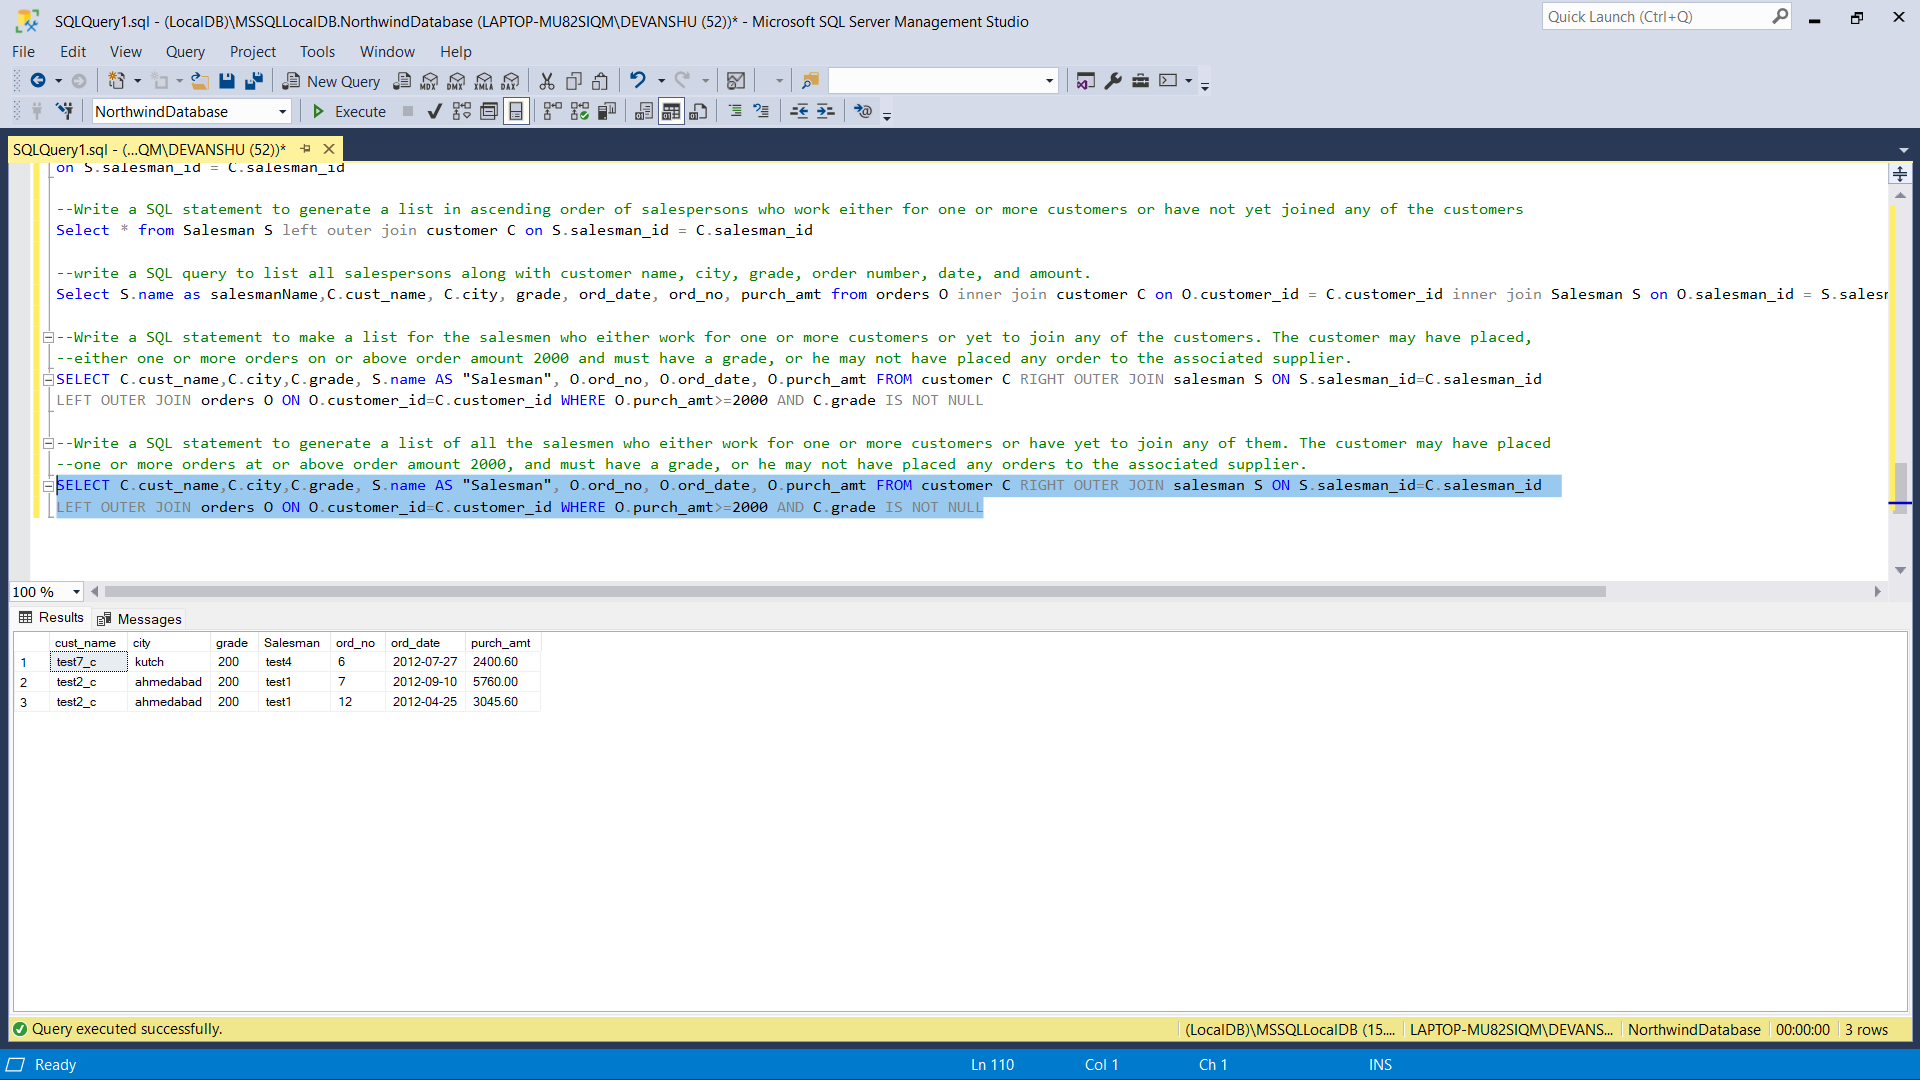 SQLQuery1.sql - (LocalDB)\MSSQLLocalDB.NorthwindDatabase (LAPTOP-MU82SIQM\DEVANSHU (52))* - Microsoft SQL Server Management Studio
Quick Launch (Ctrl+Q)
File Edit View Query Project Tools Window Help
New Query MDX DMX XMLA DAX
NorthwindDatabase Execute
SQLQuery1.sql - (...QM\DEVANSHU (52))*
on S.salesman_id = C.salesman_id
--Write a SQL statement to generate a list in ascending order of salespersons who work either for one or more customers or have not yet joined any of the customers
Select * from Salesman S left outer join customer C on S.salesman_id = C.salesman_id
--write a SQL query to list all salespersons along with customer name, city, grade, order number, date, and amount.
Select S.name as salesmanName,C.cust_name, C.city, grade, ord_date, ord_no, purch_amt from orders O inner join customer C on O.customer_id = C.customer_id inner join Salesman S on O.salesman_id = S.salesm
--Write a SQL statement to make a list for the salesmen who either work for one or more customers or yet to join any of the customers. The customer may have placed,
--either one or more orders on or above order amount 2000 and must have a grade, or he may not have placed any order to the associated supplier.
SELECT C.cust_name,C.city,C.grade, S.name AS "Salesman", O.ord_no, O.ord_date, O.purch_amt FROM customer C RIGHT OUTER JOIN salesman S ON S.salesman_id=C.salesman_id
LEFT OUTER JOIN orders O ON O.customer_id=C.customer_id WHERE O.purch_amt>=2000 AND C.grade IS NOT NULL
--Write a SQL statement to generate a list of all the salesmen who either work for one or more customers or have yet to join any of them. The customer may have placed
--one or more orders at or above order amount 2000, and must have a grade, or he may not have placed any orders to the associated supplier.
SELECT C.cust_name,C.city,C.grade, S.name AS "Salesman", O.ord_no, O.ord_date, O.purch_amt FROM customer C RIGHT OUTER JOIN salesman S ON S.salesman_id=C.salesman_id
LEFT OUTER JOIN orders O ON O.customer_id=C.customer_id WHERE O.purch_amt>=2000 AND C.grade IS NOT NULL
100 %
Results Messages
cust_name city grade Salesman ord_no ord_date purch_amt
1 test7_c kutch 200 test4 6 2012-07-27 2400.60
2 test2_c ahmedabad 200 test1 7 2012-09-10 5760.00
3 test2_c ahmedabad 200 test1 12 2012-04-25 3045.60
Query executed successfully.
(LocalDB)\MSSQLLocalDB (15.... LAPTOP-MU82SIQM\DEVANS... NorthwindDatabase 00:00:00 3 rows
Ready Ln 110 Col 1 Ch 1 INS